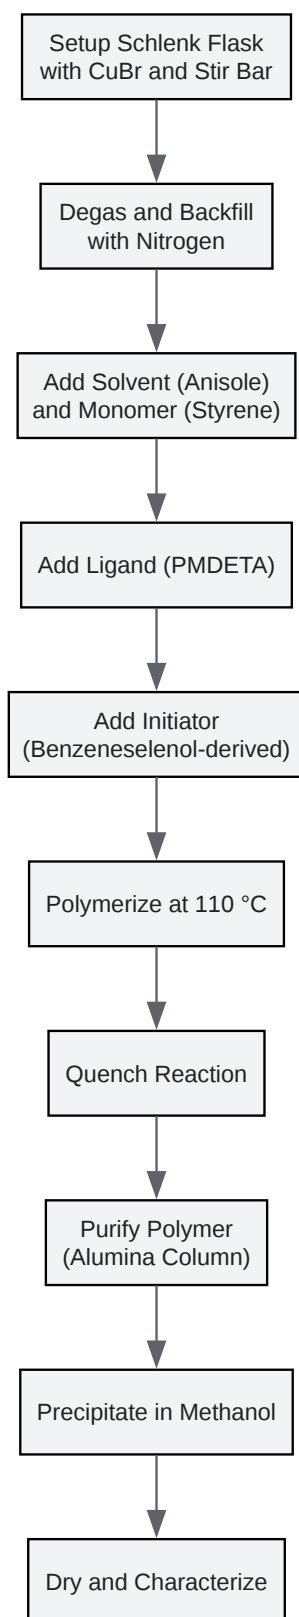 Setup Schlenk Flask
with CuBr and Stir Bar
Degas and Backfill
with Nitrogen
Add Solvent (Anisole)
and Monomer (Styrene)
Add Ligand (PMDETA)
Add Initiator
(Benzeneselenol-derived)
Polymerize at 110 °C
Quench Reaction
Purify Polymer
(Alumina Column)
Precipitate in Methanol
Dry and Characterize